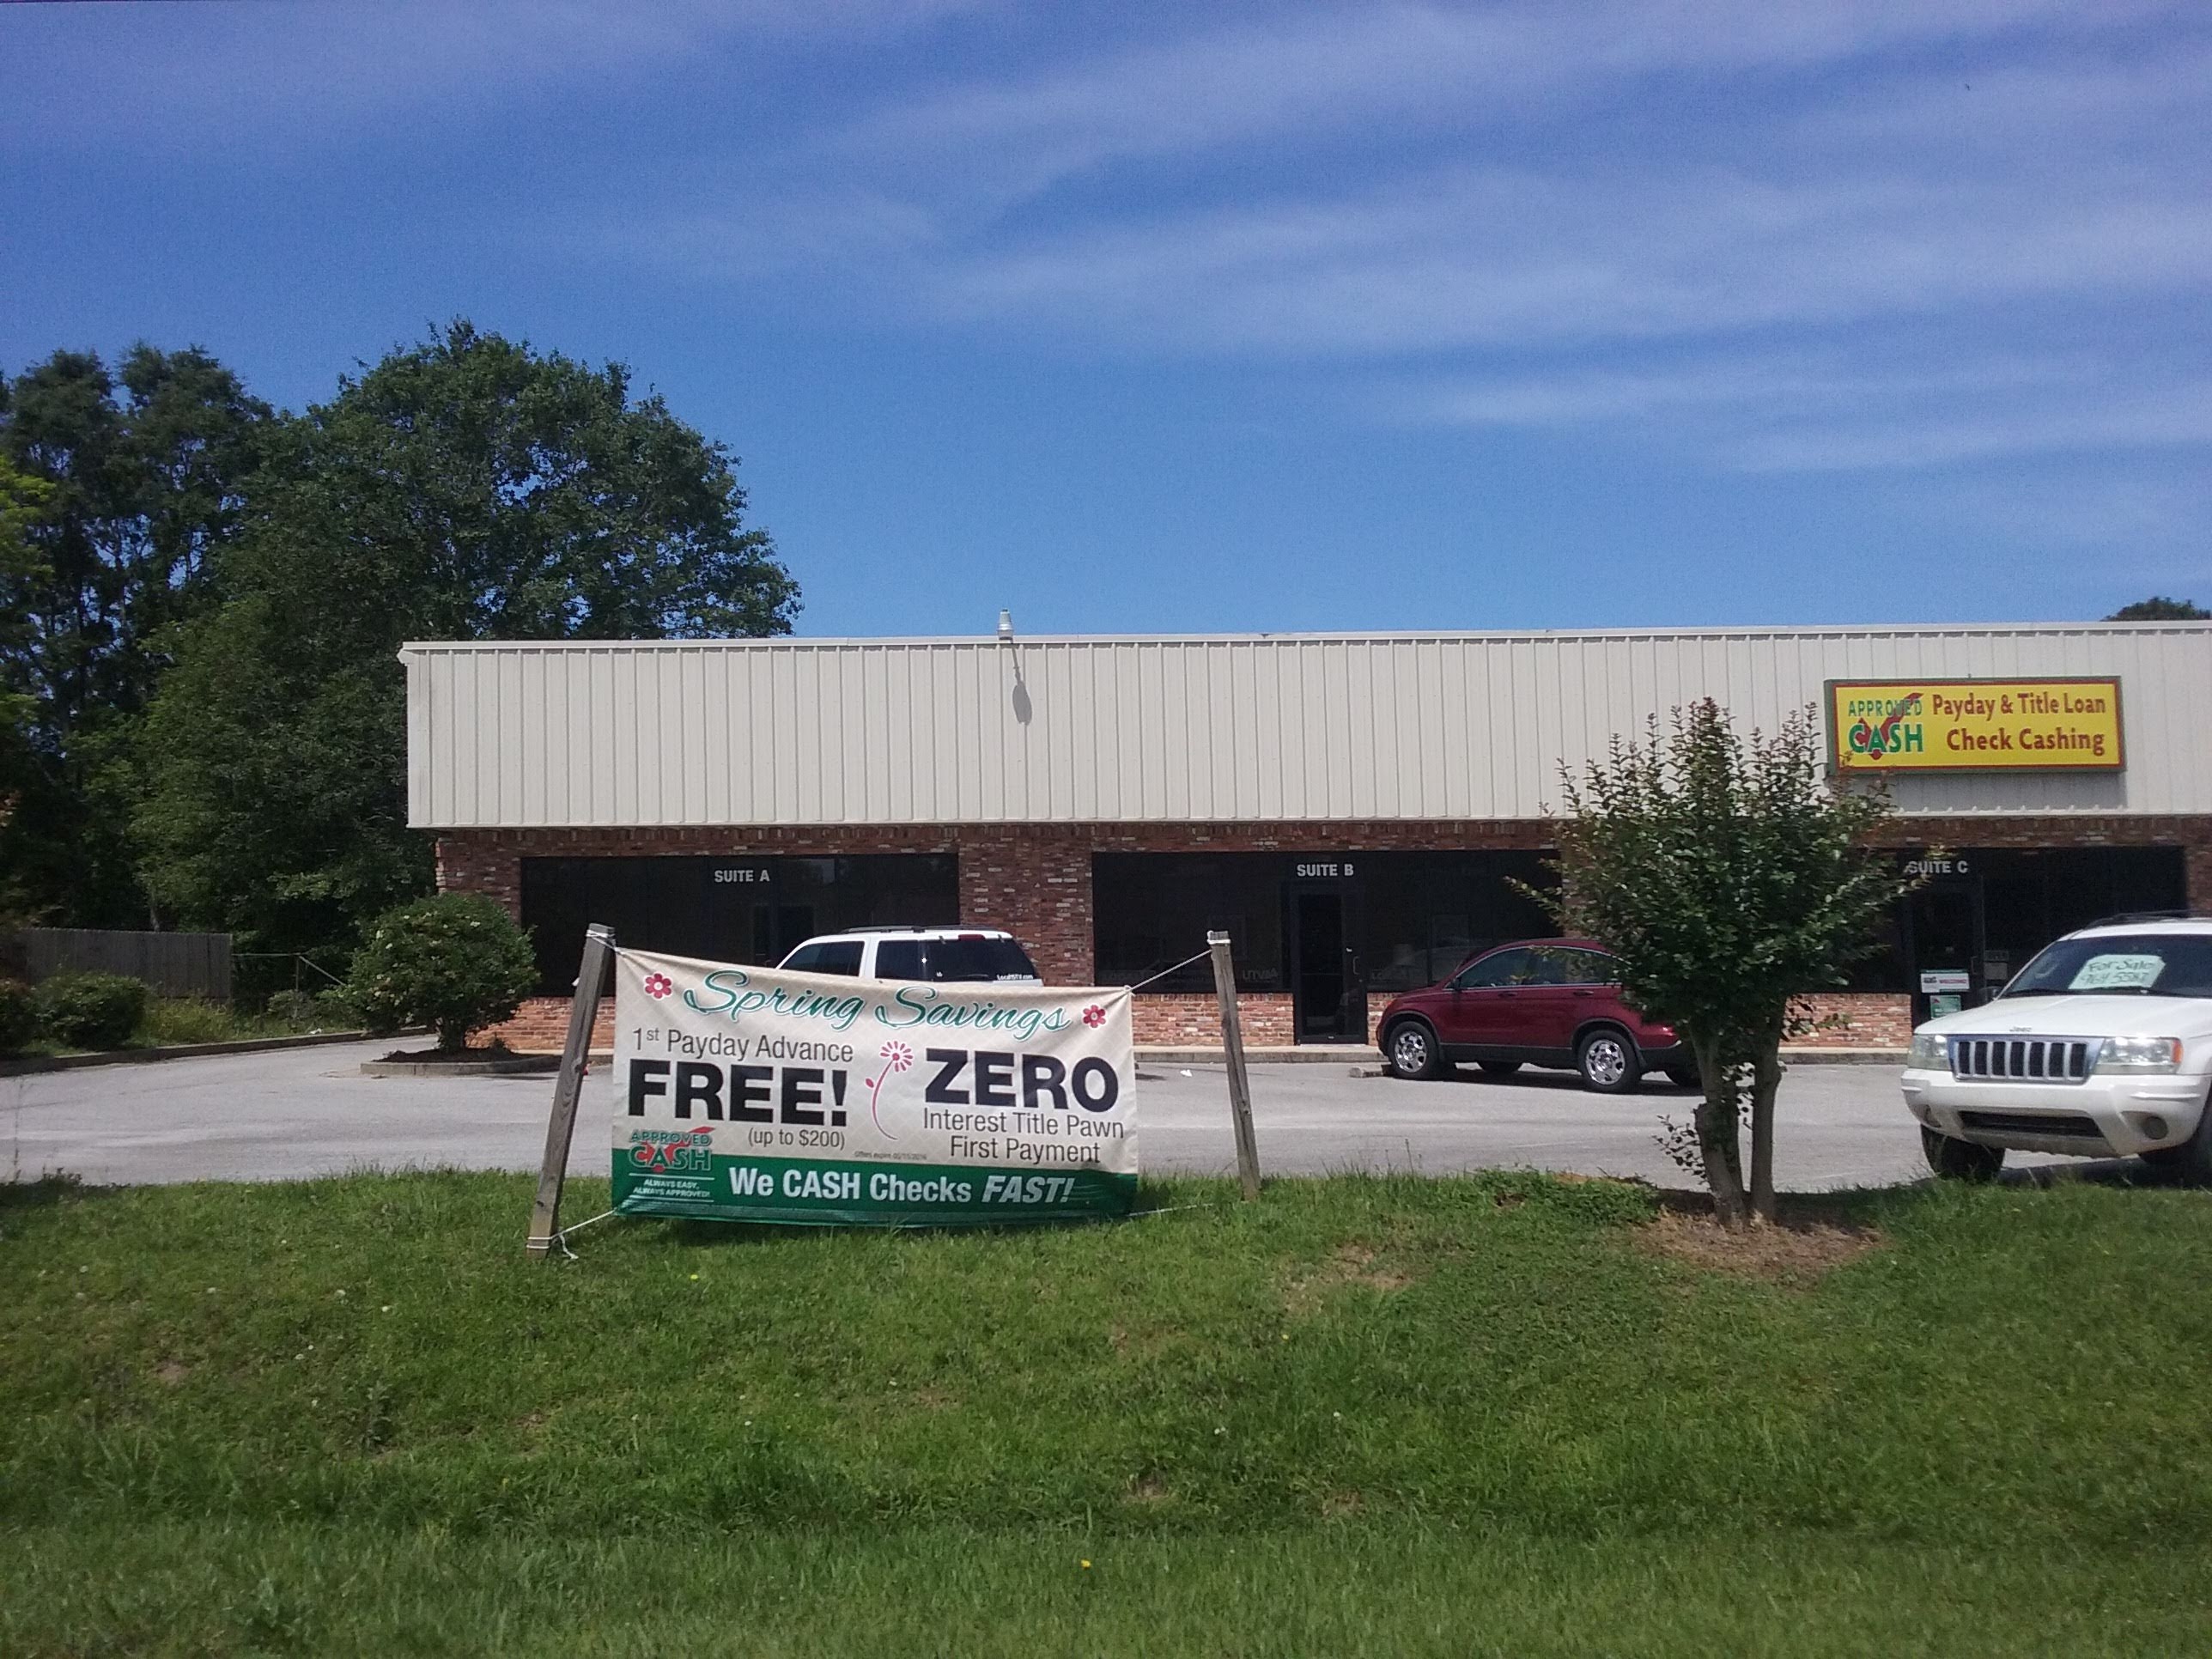 APPROVED
CASH
Payday & Title Loan
Check Cashing
SUITE A
SUITE B
SUITE C
For Sale
Jeep
Spring Savings
1st Payday Advance
FREE!
(up to $200)
ZERO
Interest Title Pawn
First Payment
APPROVED
CASH
ALWAYS EASY,
ALWAYS APPROVED!
We CASH Checks FAST!